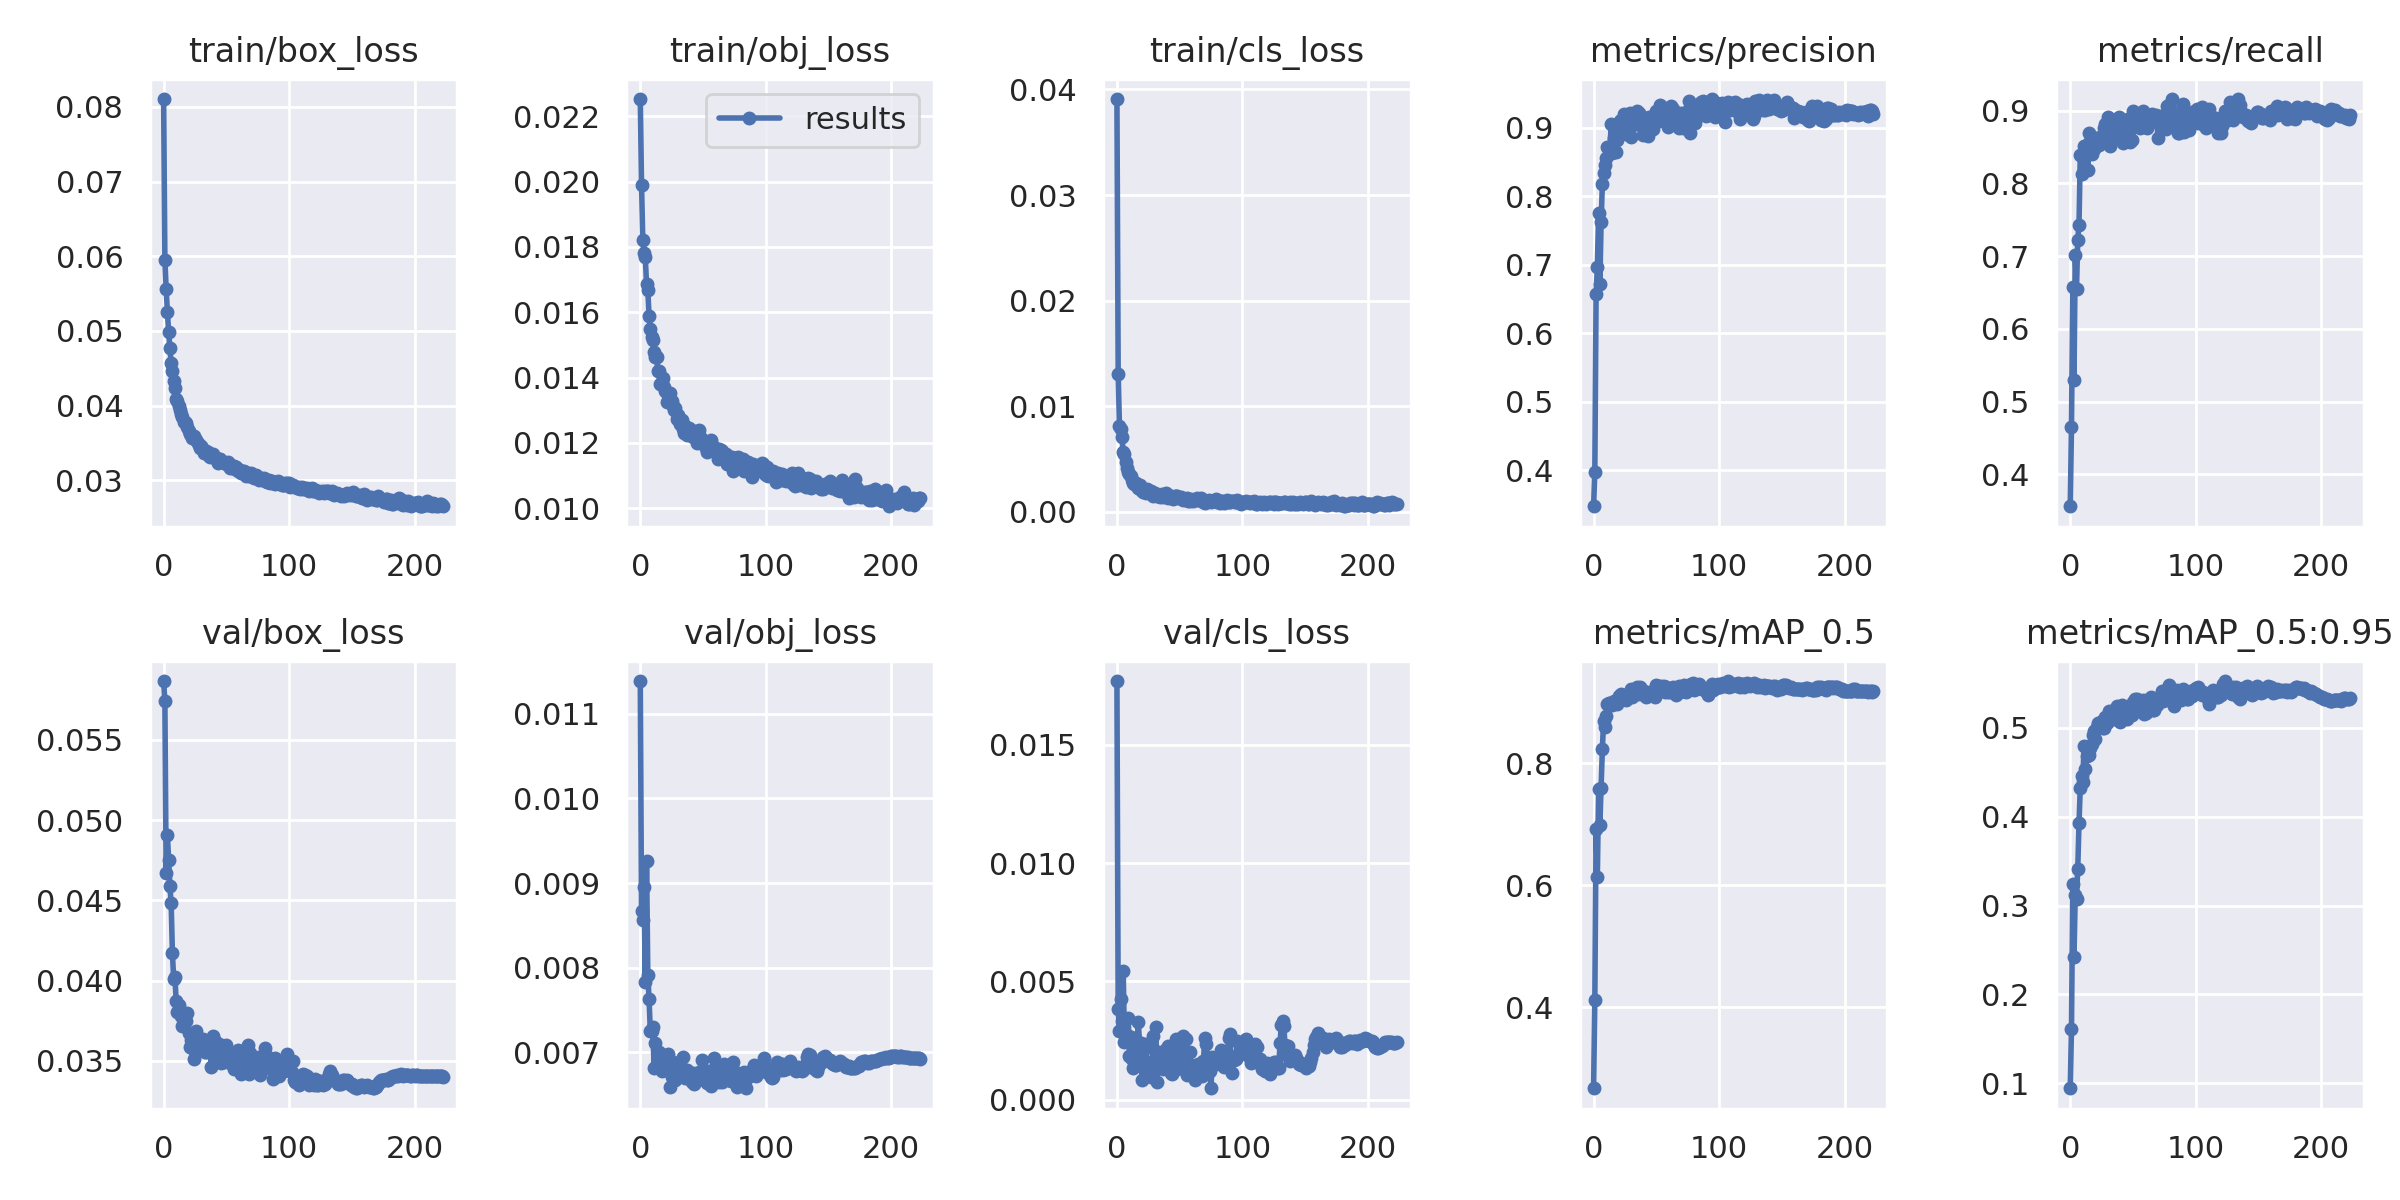 train/box_loss
0.08
0.07
0.06
0.05
0.04
0.03
0 100 200
train/obj_loss
results
0.022
0.020
0.018
0.016
0.014
0.012
0.010
0 100 200
train/cls_loss
0.04
0.03
0.02
0.01
0.00
0 100 200
metrics/precision
0.9
0.8
0.7
0.6
0.5
0.4
0 100 200
metrics/recall
0.9
0.8
0.7
0.6
0.5
0.4
0 100 200
val/box_loss
0.055
0.050
0.045
0.040
0.035
0 100 200
val/obj_loss
0.011
0.010
0.009
0.008
0.007
0 100 200
val/cls_loss
0.015
0.010
0.005
0.000
0 100 200
metrics/mAP_0.5
0.8
0.6
0.4
0 100 200
metrics/mAP_0.5:0.95
0.5
0.4
0.3
0.2
0.1
0 100 200